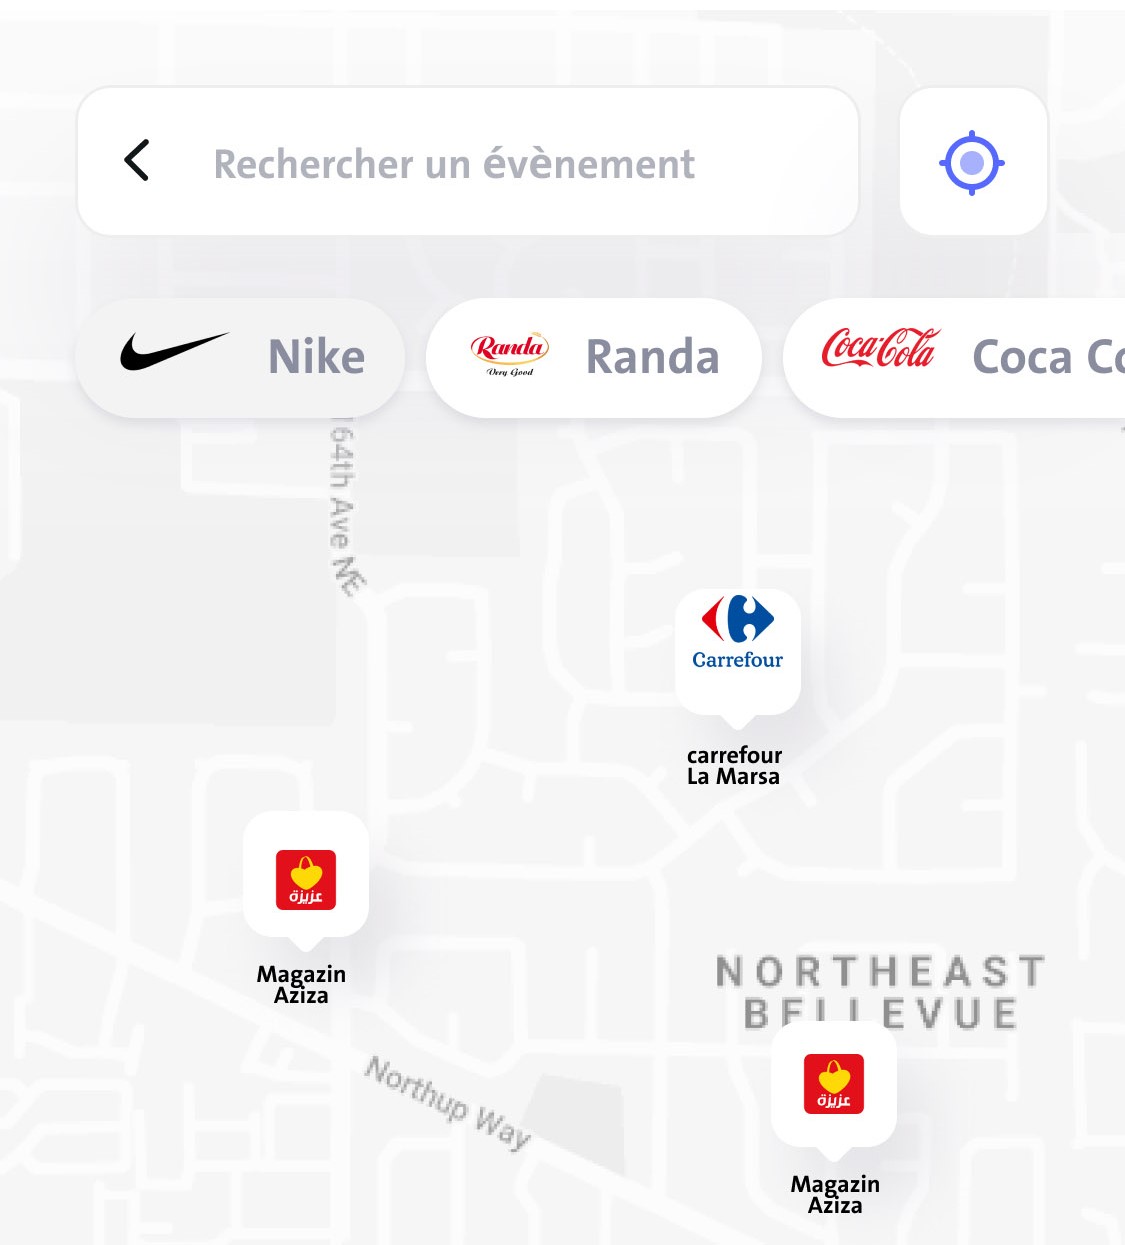 Rechercher un évènement
Nike
Randa
Very Good
Randa
Coca-Cola
Coca Co
64th Ave NE
Carrefour
carrefour
La Marsa
عزيزة
Magazin
Aziza
NORTHEAST
BELLEVUE
Northup Way
عزيزة
Magazin
Aziza